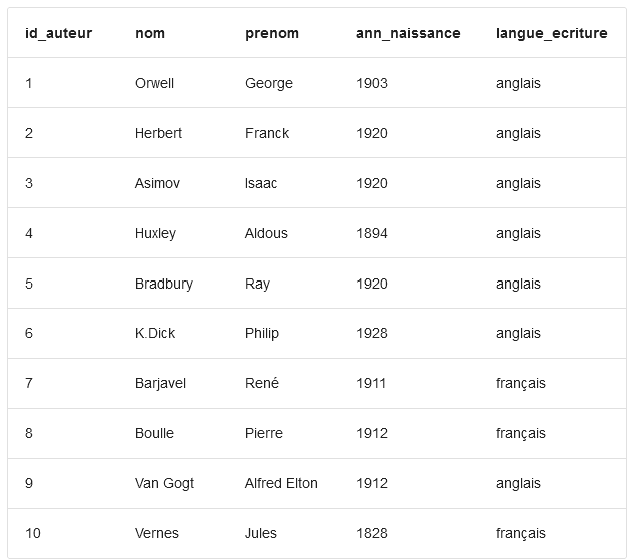 id_auteur nom prenom ann_naissance langue_ecriture
1 Orwell George 1903 anglais
2 Herbert Franck 1920 anglais
3 Asimov Isaac 1920 anglais
4 Huxley Aldous 1894 anglais
5 Bradbury Ray 1920 anglais
6 K.Dick Philip 1928 anglais
7 Barjavel René 1911 français
8 Boulle Pierre 1912 français
9 Van Gogt Alfred Elton 1912 anglais
10 Vernes Jules 1828 français